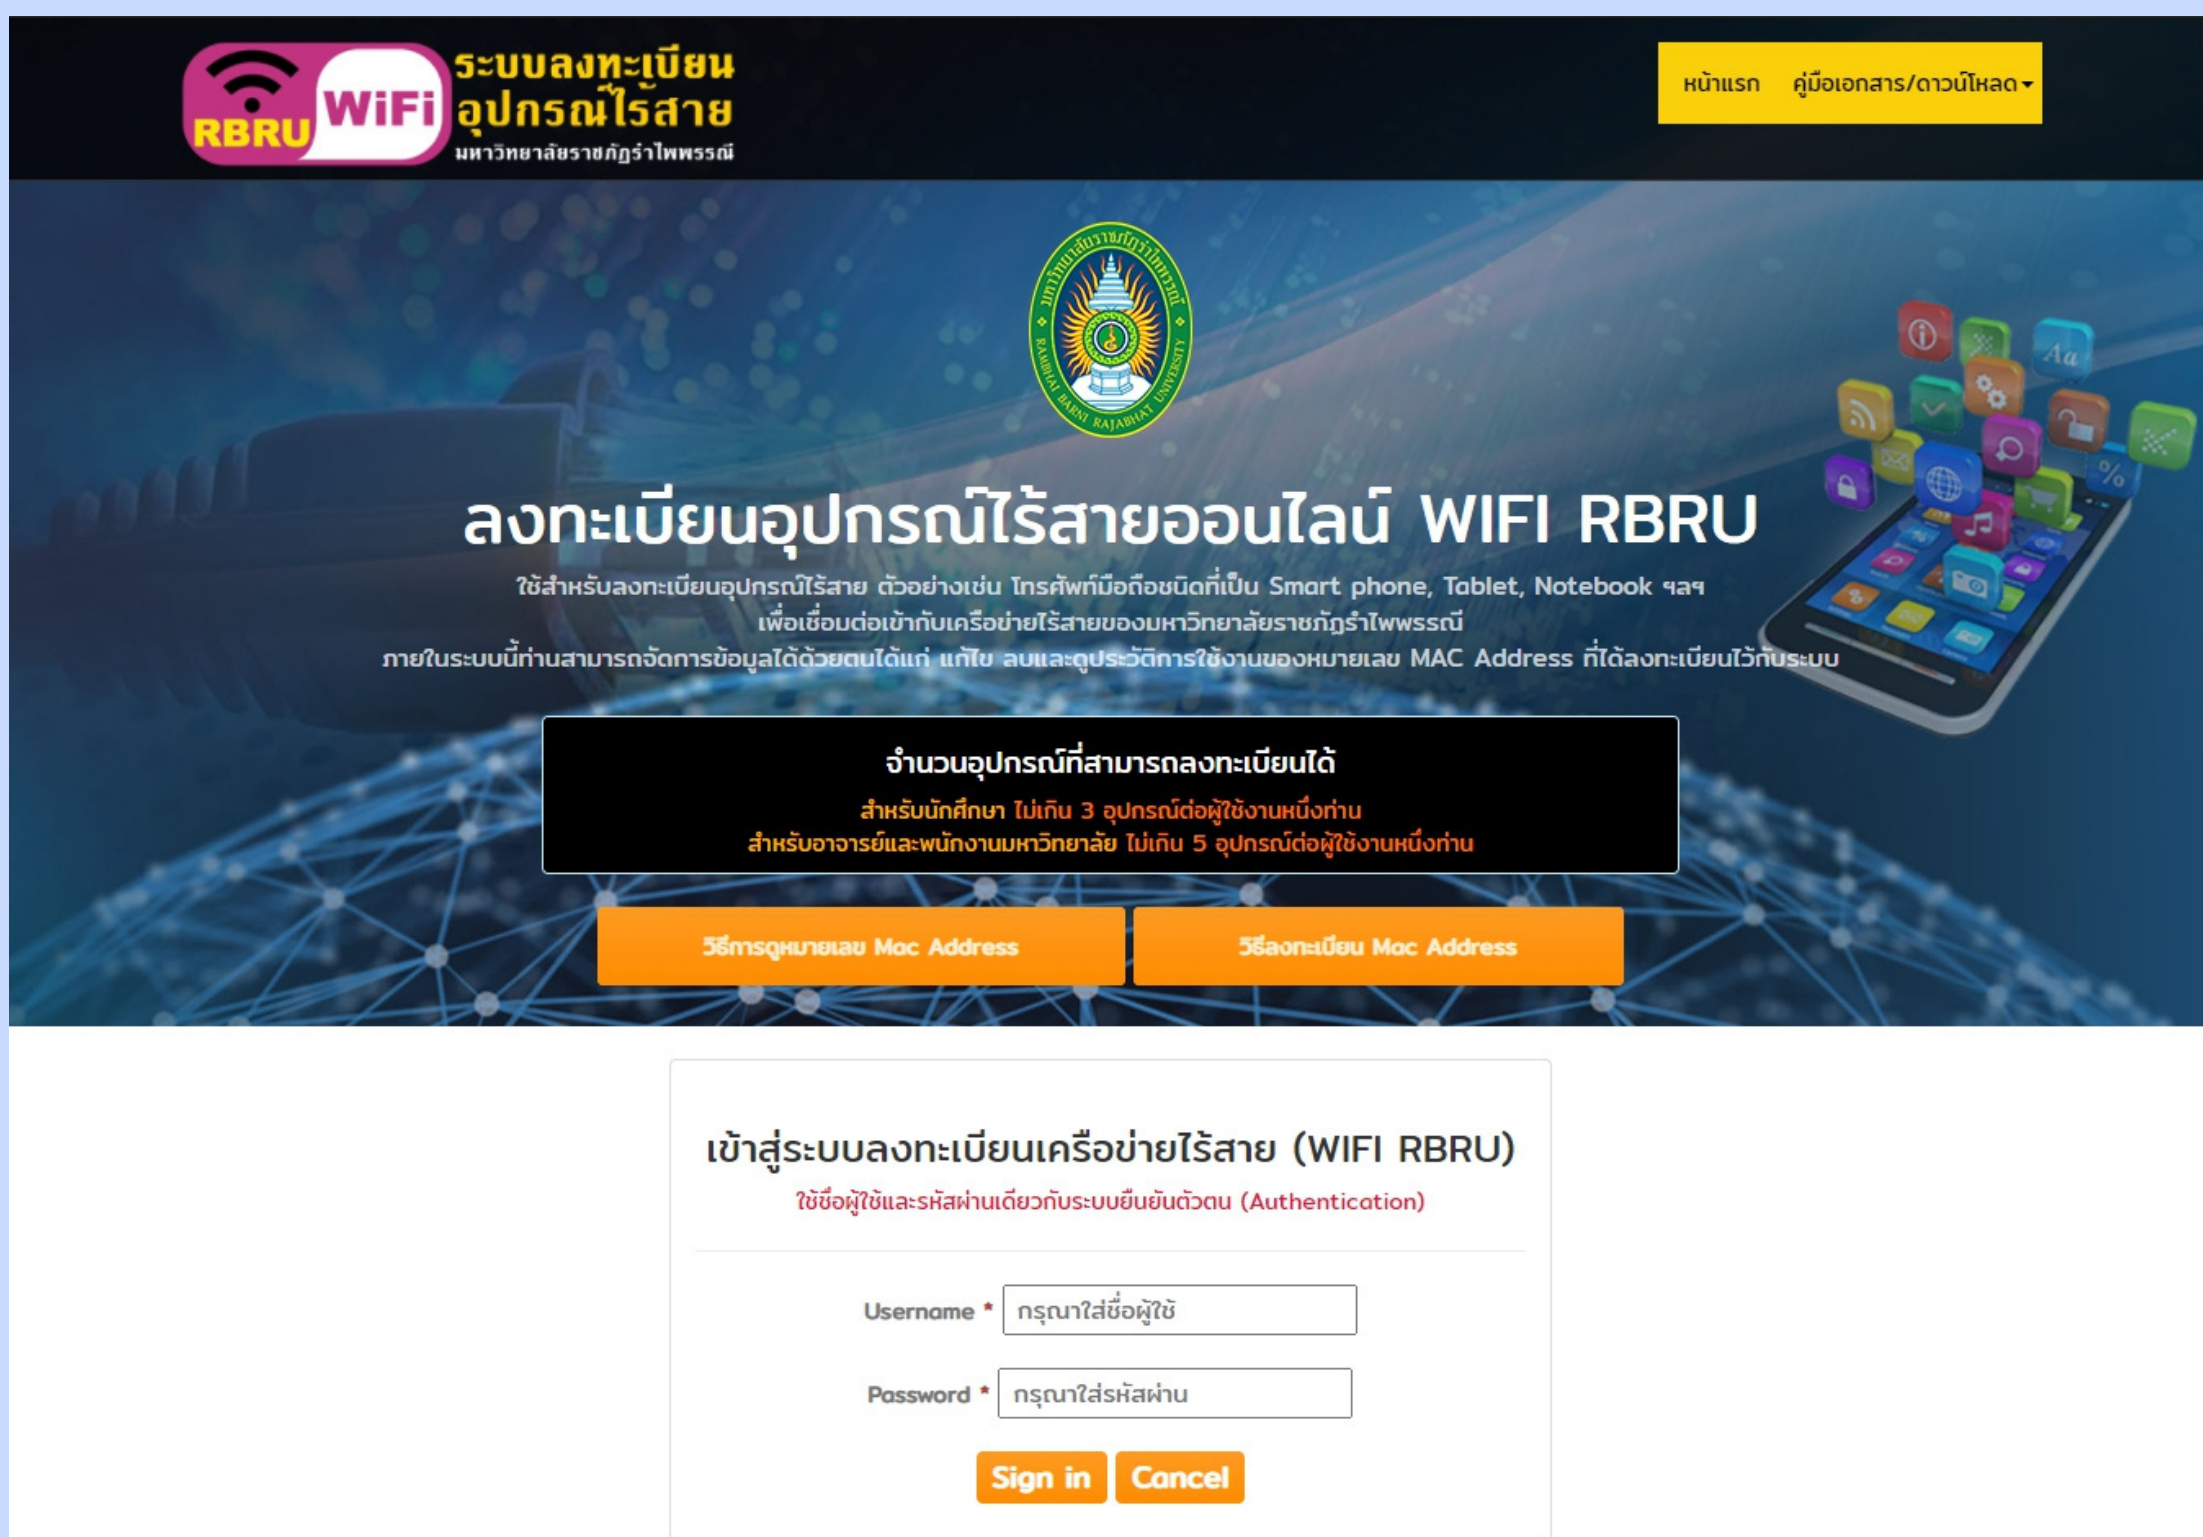 RBRU WiFi
ระบบลงทะเบียน
อุปกรณ์ไร้สาย
มหาวิทยาลัยราชภัฏรำไพพรรณี
หน้าแรก คู่มือเอกสาร/ดาวน์โหลด
มหาวิทยาลัยราชภัฏรำไพพรรณี
RAMBHAI BARNI RAJABHAT UNIVERSITY
Aa
%
ลงทะเบียนอุปกรณ์ไร้สายออนไลน์ WIFI RBRU
ใช้สำหรับลงทะเบียนอุปกรณ์ไร้สาย ตัวอย่างเช่น โทรศัพท์มือถือชนิดที่เป็น Smart phone, Tablet, Notebook ฯลฯ
เพื่อเชื่อมต่อเข้ากับเครือข่ายไร้สายของมหาวิทยาลัยราชภัฏรำไพพรรณี
ภายในระบบนี้ท่านสามารถจัดการข้อมูลได้ด้วยตนได้แก่ แก้ไข ลบและดูประวัติการใช้งานของหมายเลข MAC Address ที่ได้ลงทะเบียนไว้กับระบบ
จำนวนอุปกรณ์ที่สามารถลงทะเบียนได้
สำหรับนักศึกษา ไม่เกิน 3 อุปกรณ์ต่อผู้ใช้งานหนึ่งท่าน
สำหรับอาจารย์และพนักงานมหาวิทยาลัย ไม่เกิน 5 อุปกรณ์ต่อผู้ใช้งานหนึ่งท่าน
วิธีการดูหมายเลข Mac Address
วิธีลงทะเบียน Mac Address
เข้าสู่ระบบลงทะเบียนเครือข่ายไร้สาย (WIFI RBRU)
ใช้ชื่อผู้ใช้และรหัสผ่านเดียวกับระบบยืนยันตัวตน (Authentication)
Username * กรุณาใส่ชื่อผู้ใช้
Password * กรุณาใส่รหัสผ่าน
Sign in Cancel